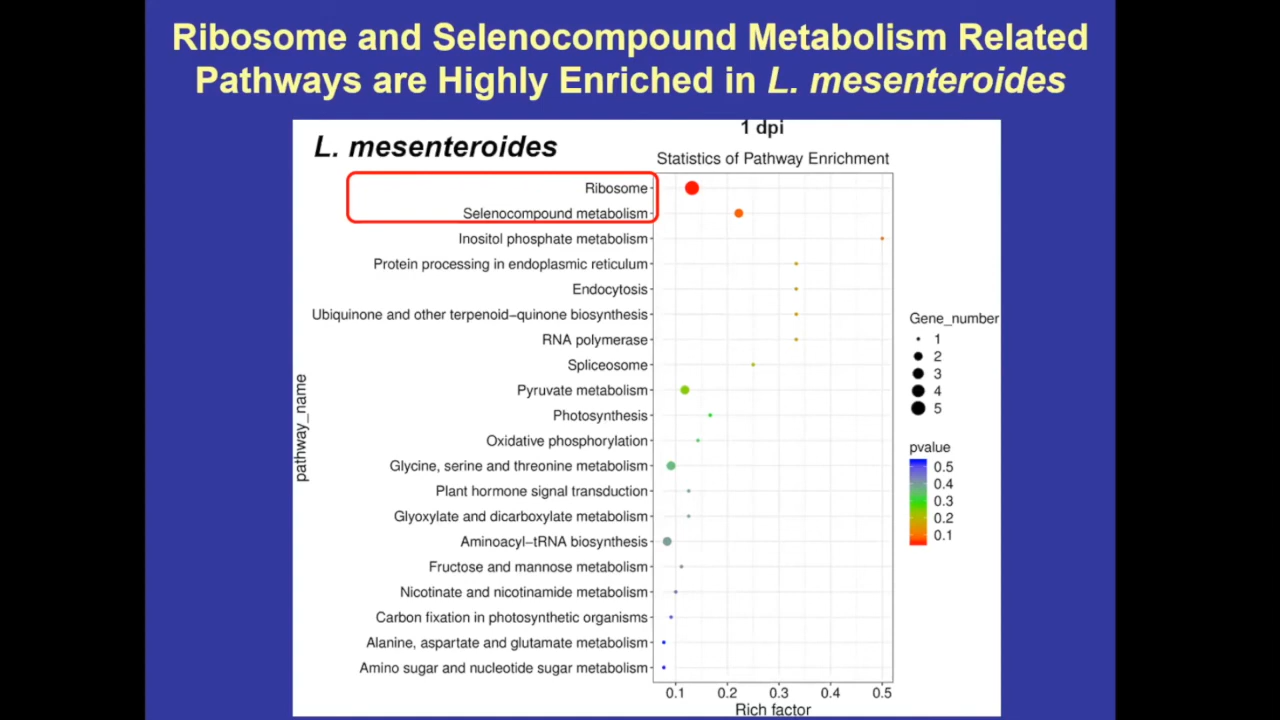 Ribosome and Selenocompound Metabolism Related
Pathways are Highly Enriched in L. mesenteroides
1 dpi
L. mesenteroides
Statistics of Pathway Enrichment
Ribosome
Selenocompound metabolism
Inositol phosphate metabolism
Protein processing in endoplasmic reticulum
Endocytosis
Ubiquinone and other terpenoid−quinone biosynthesis
RNA polymerase
Spliceosome
Pyruvate metabolism
Photosynthesis
Oxidative phosphorylation
Glycine, serine and threonine metabolism
Plant hormone signal transduction
Glyoxylate and dicarboxylate metabolism
Aminoacyl−tRNA biosynthesis
Fructose and mannose metabolism
Nicotinate and nicotinamide metabolism
Carbon fixation in photosynthetic organisms
Alanine, aspartate and glutamate metabolism
Amino sugar and nucleotide sugar metabolism
pathway_name
0.1 0.2 0.3 0.4 0.5
Rich factor
Gene_number
1
2
3
4
5
pvalue
0.5
0.4
0.3
0.2
0.1